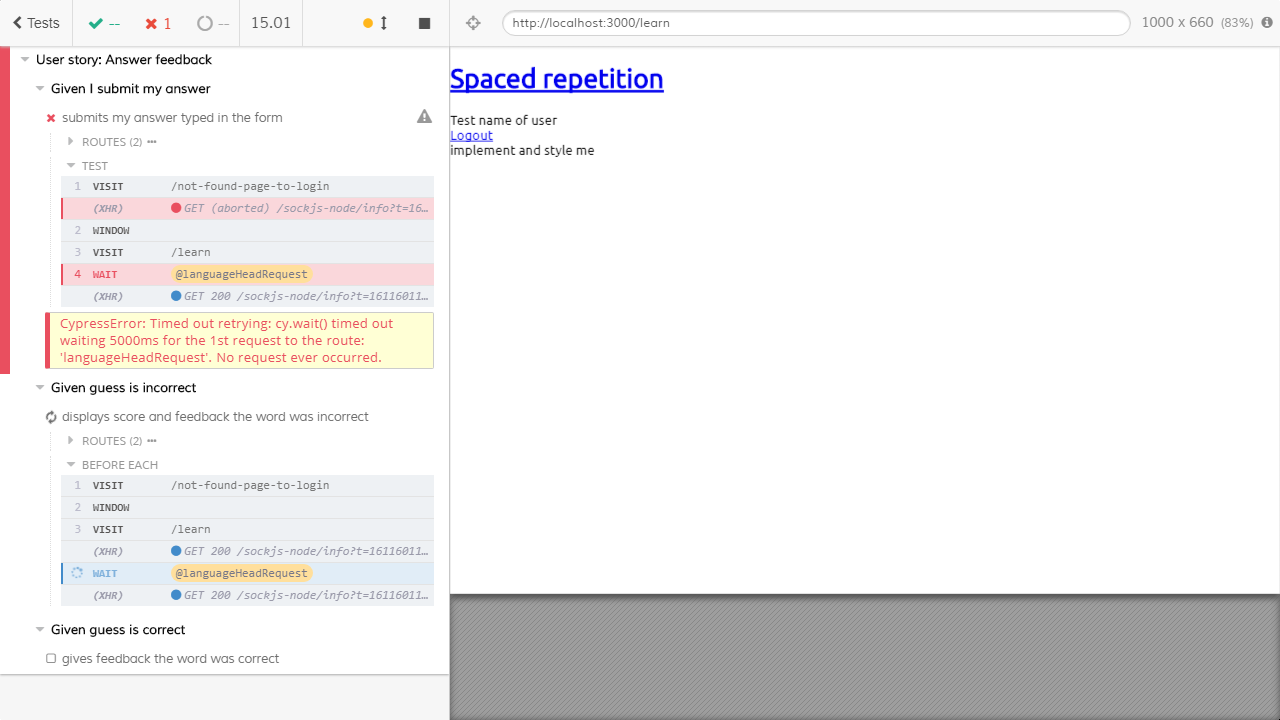 Tests
--
1
--
15.01
http://localhost:3000/learn
1000 x 660 (83%)
User story: Answer feedback
Given I submit my answer
submits my answer typed in the form
ROUTES (2)
TEST
1 VISIT /not-found-page-to-login
(XHR) GET (aborted) /sockjs-node/info?t=16…
2 WINDOW
3 VISIT /learn
4 WAIT @languageHeadRequest
(XHR) GET 200 /sockjs-node/info?t=16116011…
CypressError: Timed out retrying: cy.wait() timed out
waiting 5000ms for the 1st request to the route:
'languageHeadRequest'. No request ever occurred.
Given guess is incorrect
displays score and feedback the word was incorrect
ROUTES (2)
BEFORE EACH
1 VISIT /not-found-page-to-login
2 WINDOW
3 VISIT /learn
(XHR) GET 200 /sockjs-node/info?t=16116011…
WAIT @languageHeadRequest
(XHR) GET 200 /sockjs-node/info?t=16116011…
Given guess is correct
gives feedback the word was correct
Spaced repetition
Test name of user
Logout
implement and style me